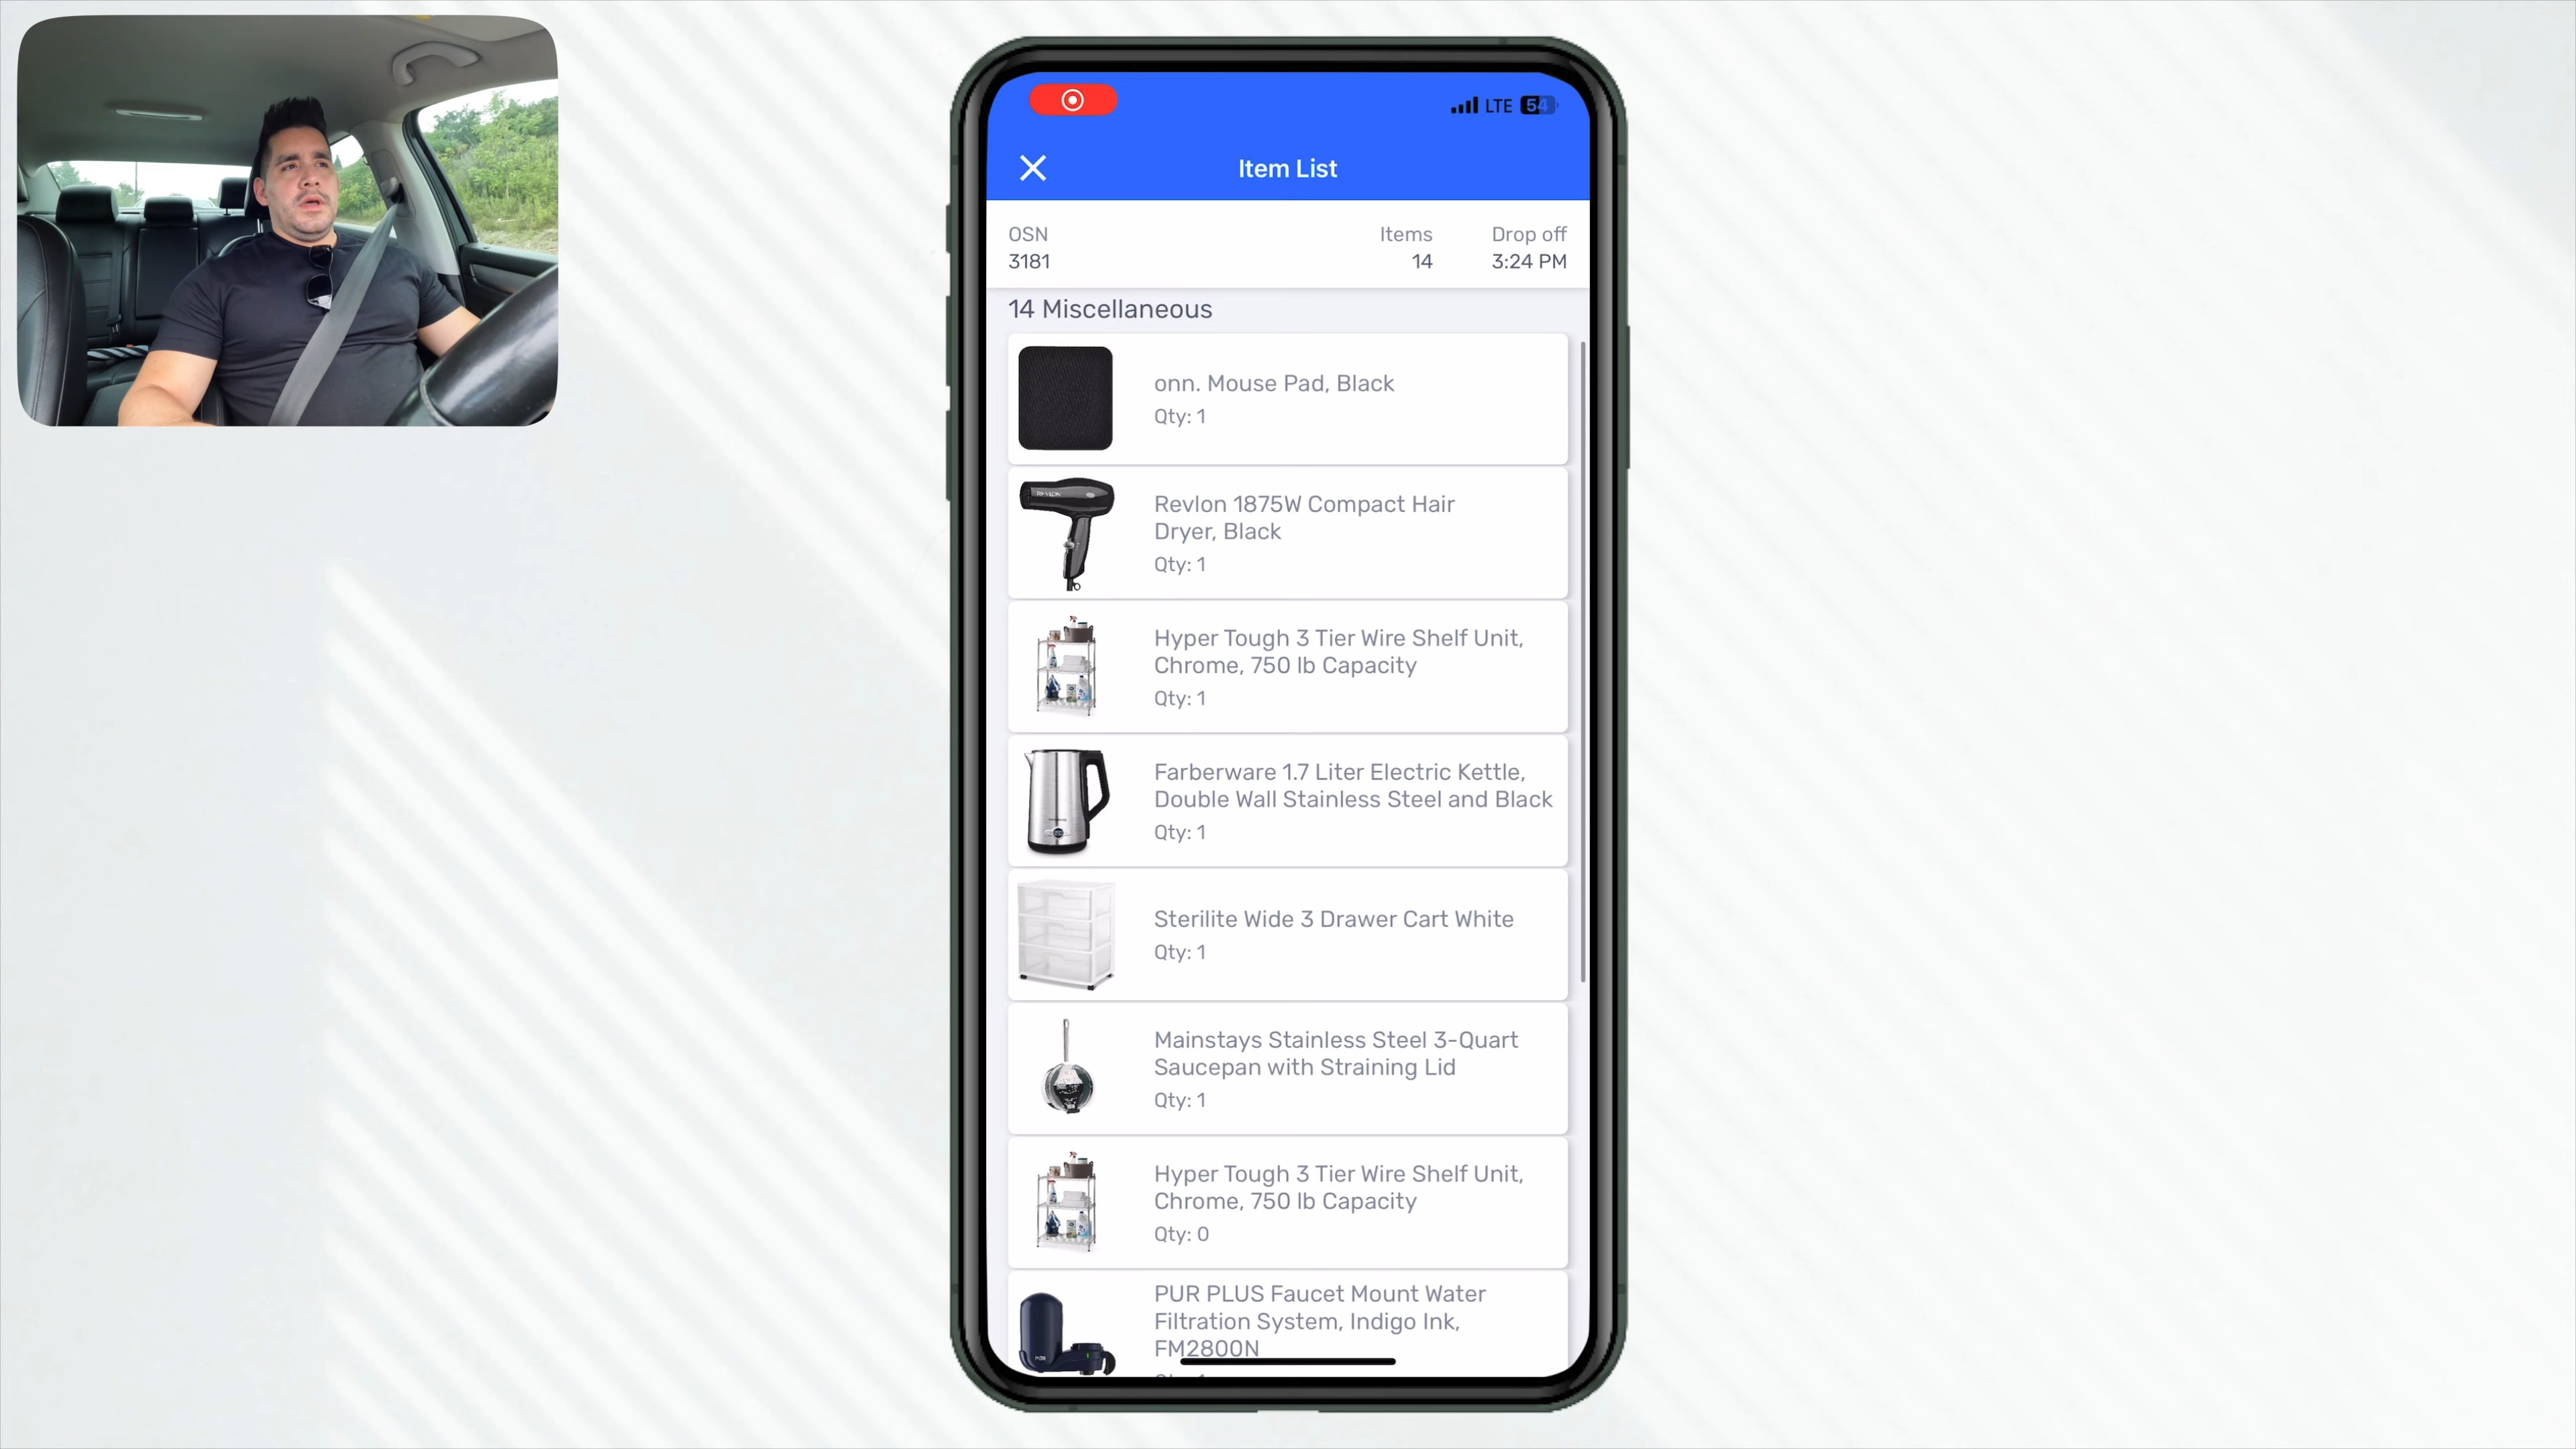 54
LTE
Item List
OSN
Items
Drop off
3181
14
3:24 PM
14 Miscellaneous
onn. Mouse Pad, Black
Qty: 1
REVLON
Revlon 1875W Compact Hair
Dryer, Black
Qty: 1
Hyper Tough 3 Tier Wire Shelf Unit,
Chrome, 750 lb Capacity
Qty: 1
Farberware 1.7 Liter Electric Kettle,
Double Wall Stainless Steel and Black
Qty: 1
Sterilite Wide 3 Drawer Cart White
Qty: 1
Mainstays Stainless Steel 3-Quart
Saucepan with Straining Lid
Qty: 1
Hyper Tough 3 Tier Wire Shelf Unit,
Chrome, 750 lb Capacity
Qty: 0
PUR PLUS Faucet Mount Water
Filtration System, Indigo Ink,
FM2800N